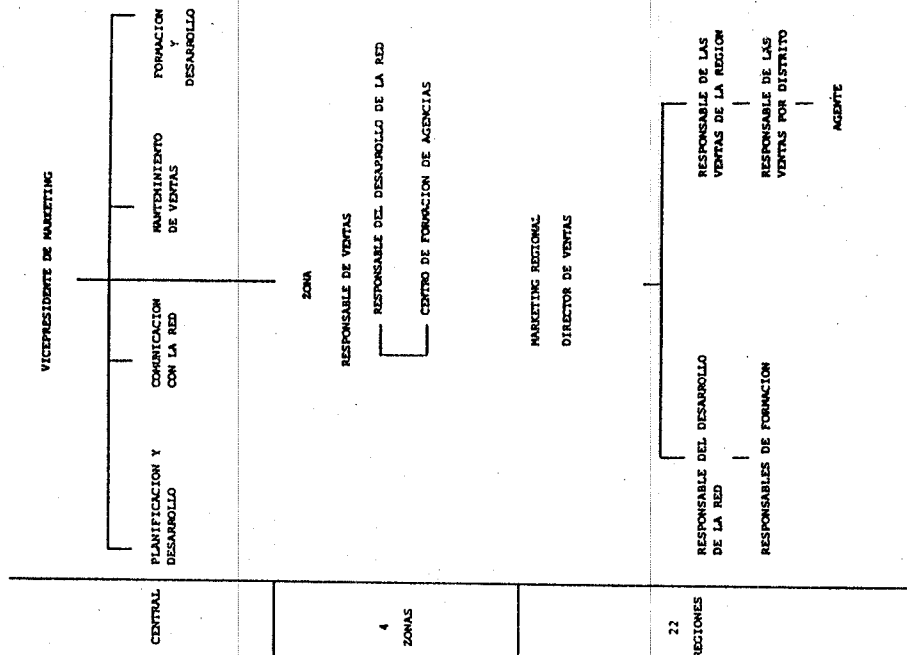 VICEPRESIDENTE DE MARKETING
CENTRAL
PLANIFICACION Y
DESARROLLO
COMUNICACION
CON LA RED
MANTENIMIENTO
DE VENTAS
FORMACION
Y
DESARROLLO
4
ZONAS
ZONA
RESPONSABLE DE VENTAS
RESPONSABLE DEL DESARROLLO DE LA RED
CENTRO DE FORMACION DE AGENCIAS
22
REGIONES
MARKETING REGIONAL
DIRECTOR DE VENTAS
RESPONSABLE DEL DESARROLLO
DE LA RED
RESPONSABLES DE FORMACION
RESPONSABLE DE LAS
VENTAS DE LA REGION
RESPONSABLE DE LAS
VENTAS POR DISTRITO
AGENTE